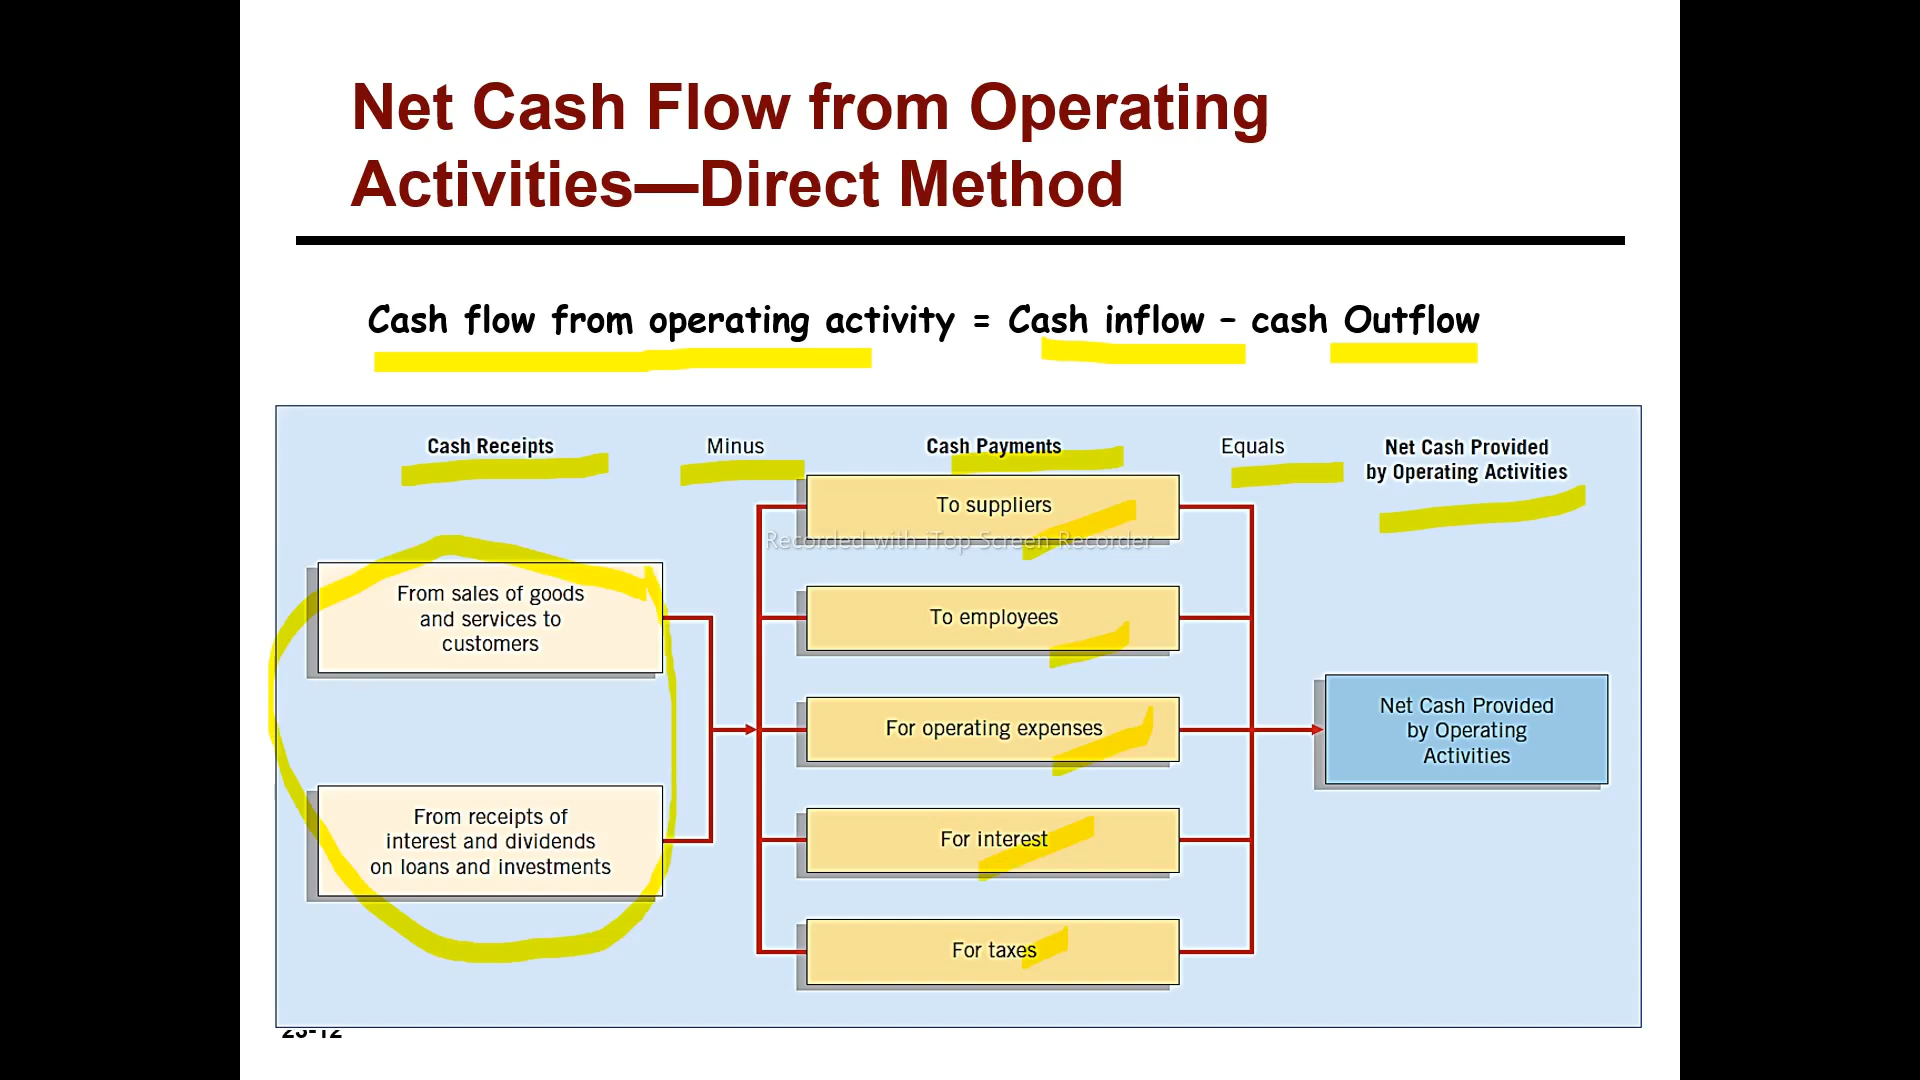 Net Cash Flow from Operating
Activities—Direct Method
Cash flow from operating activity = Cash inflow – cash Outflow
Cash Receipts
Minus
Cash Payments
Equals
Net Cash Provided
by Operating Activities
From sales of goods
and services to
customers
From receipts of
interest and dividends
on loans and investments
To suppliers
Recorded with iTop Screen Recorder
To employees
For operating expenses
For interest
For taxes
Net Cash Provided
by Operating
Activities